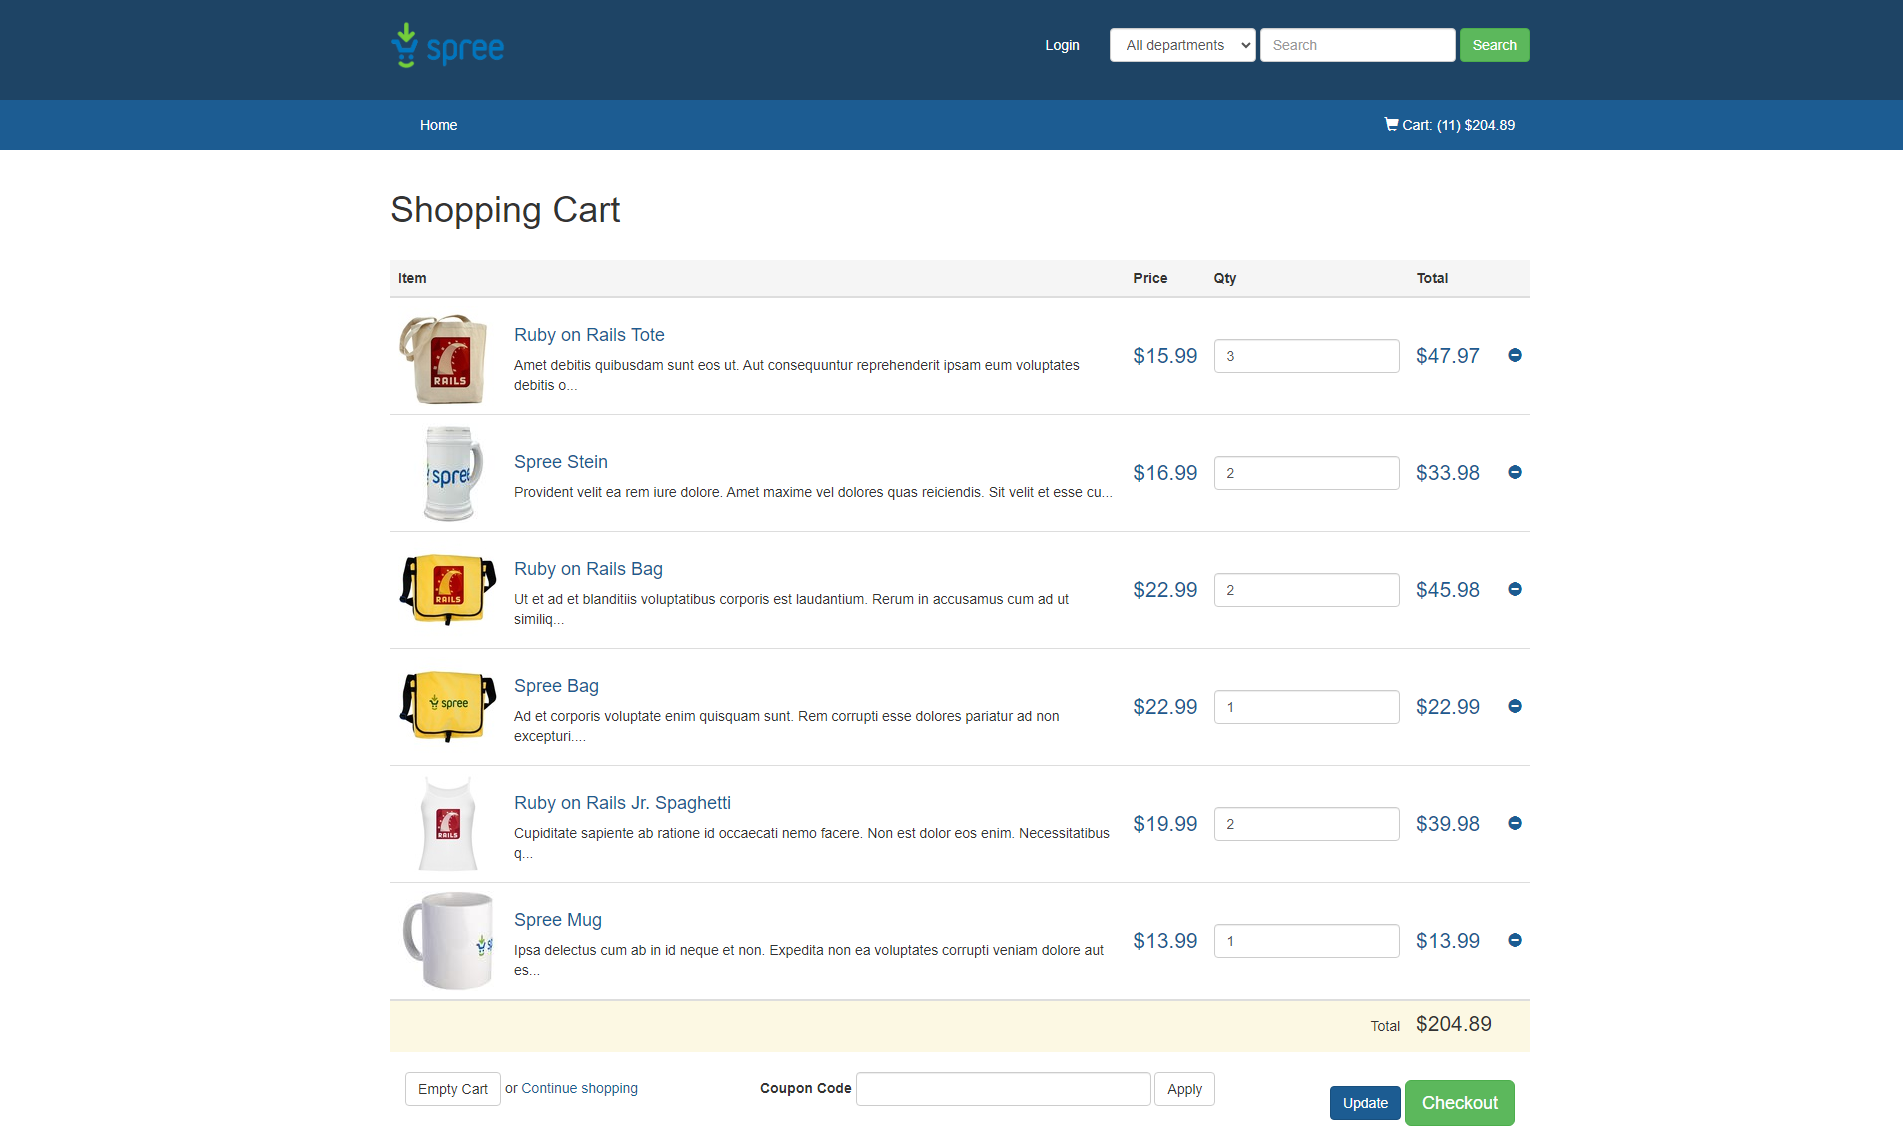 spree
Login
All departments
Search
Search
Home
Cart: (11) $204.89
Shopping Cart
Item Price Qty Total
RAILS
Ruby on Rails Tote
Amet debitis quibusdam sunt eos ut. Aut consequuntur reprehenderit ipsam eum voluptates
debitis o...
$15.99 3 $47.97
spree
Spree Stein
Provident velit ea rem iure dolore. Amet maxime vel dolores quas reiciendis. Sit velit et esse cu...
$16.99 2 $33.98
RAILS
Ruby on Rails Bag
Ut et ad et blanditiis voluptatibus corporis est laudantium. Rerum in accusamus cum ad ut
similiq...
$22.99 2 $45.98
spree
Spree Bag
Ad et corporis voluptate enim quisquam sunt. Rem corrupti esse dolores pariatur ad non
excepturi....
$22.99 1 $22.99
RAILS
Ruby on Rails Jr. Spaghetti
Cupiditate sapiente ab ratione id occaecati nemo facere. Non est dolor eos enim. Necessitatibus
q...
$19.99 2 $39.98
Spree Mug
Ipsa delectus cum ab in id neque et non. Expedita non ea voluptates corrupti veniam dolore aut
es...
$13.99 1 $13.99
Total $204.89
Empty Cart or Continue shopping
Coupon Code
Apply
Update
Checkout